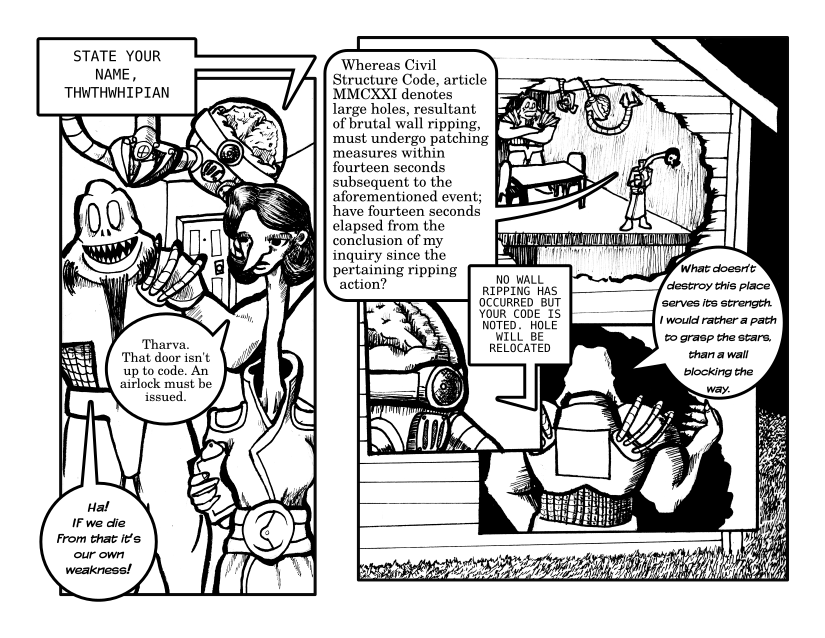 STATE YOUR
NAME,
THWTHWHIPIAN
Tharva.
That door isn't
up to code. An
airlock must be
issued.
Ha!
If we die
from that it's
our own
weakness!
Whereas Civil
Structure Code, article
MMCXXI denotes
large holes, resultant
of brutal wall ripping,
must undergo patching
measures within
fourteen seconds
subsequent to the
aforementioned event;
have fourteen seconds
elapsed from the
conclusion of my
inquiry since the
pertaining ripping
action?
NO WALL
RIPPING HAS
OCCURRED BUT
YOUR CODE IS
NOTED. HOLE
WILL BE
RELOCATED
What doesn't
destroy this place
serves its strength.
I would rather a path
to grasp the stars,
than a wall
blocking the
way.